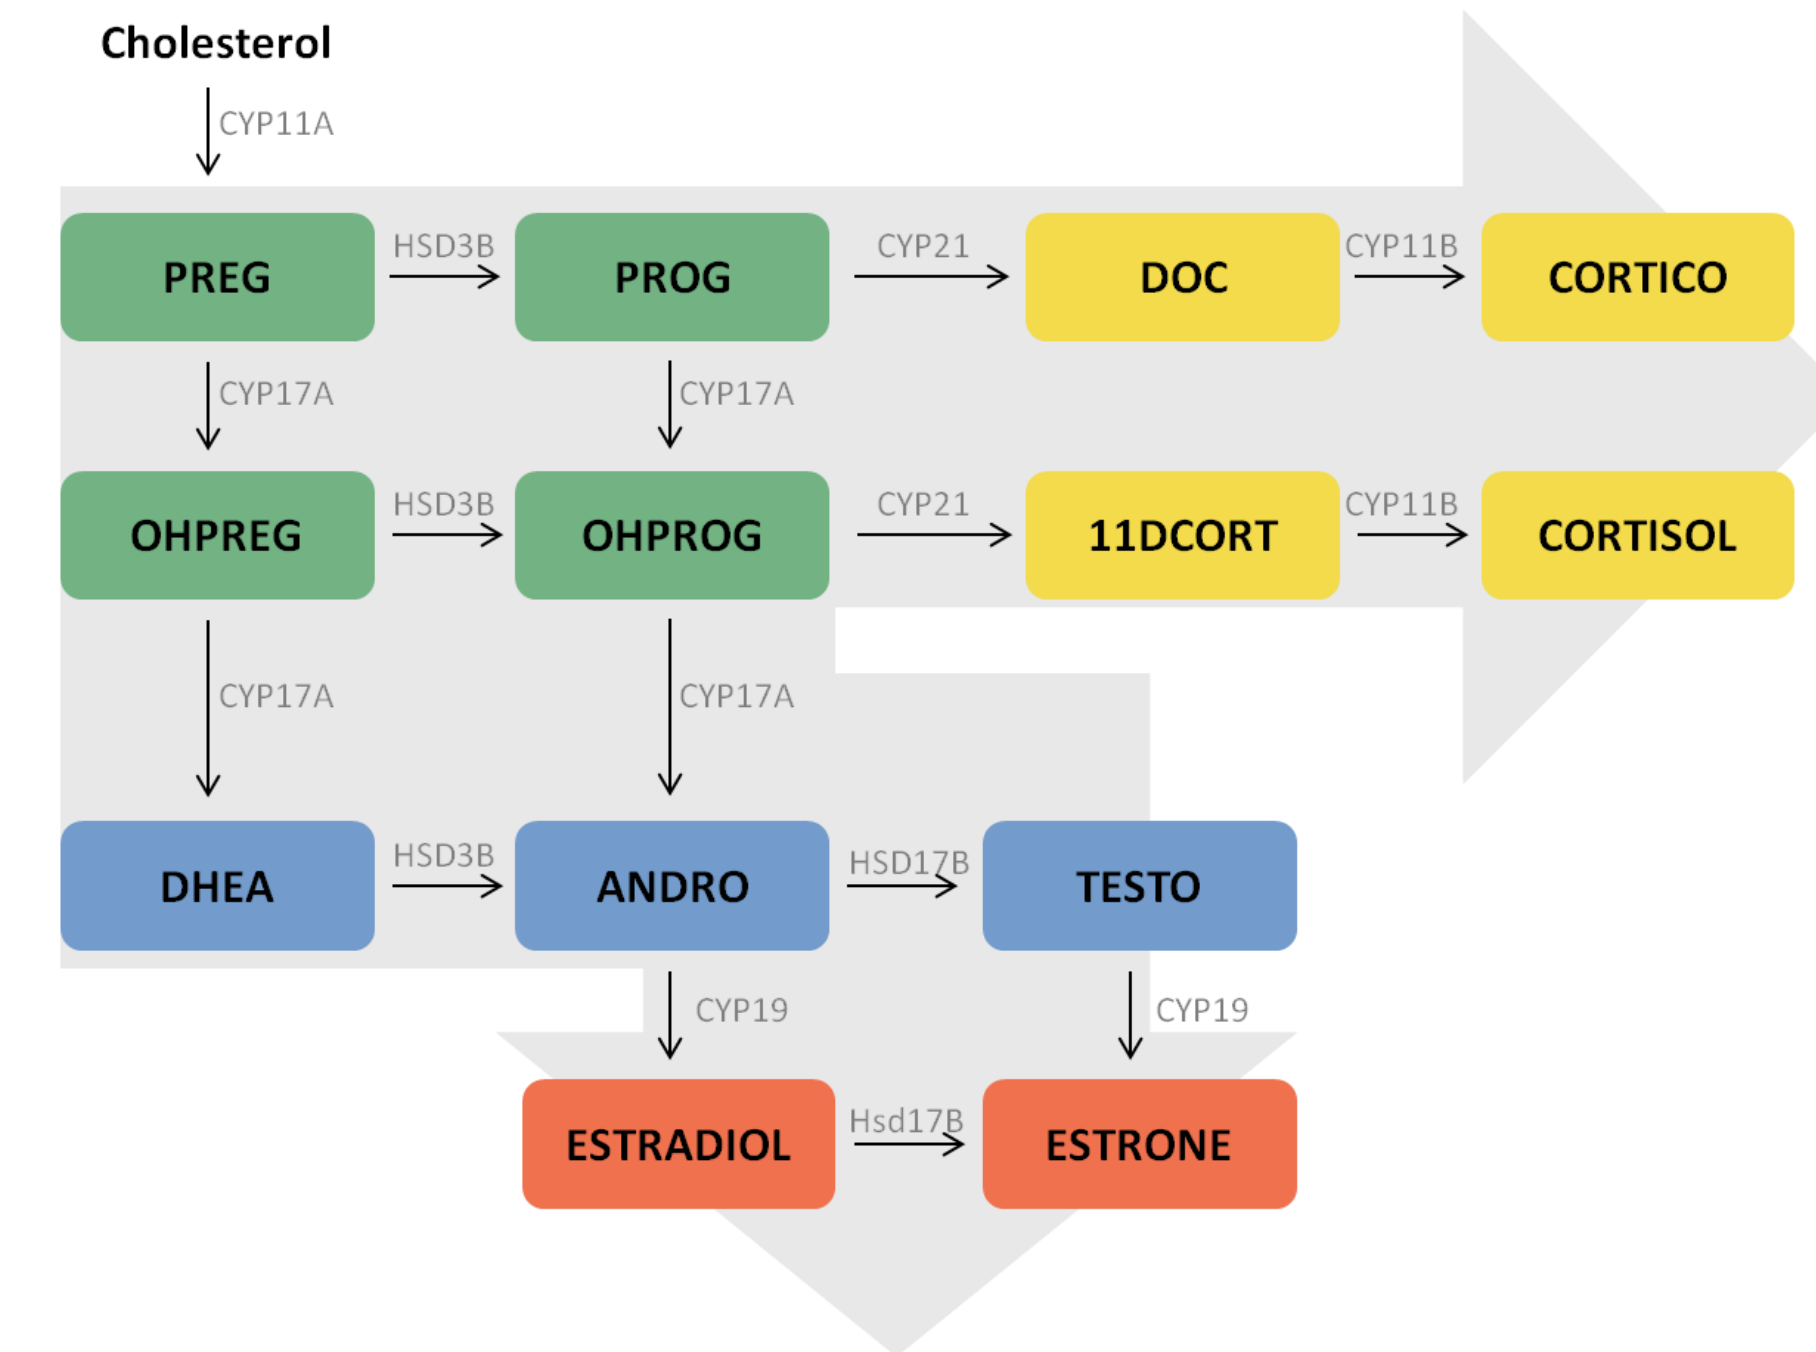 Cholesterol
CYP11A
PREG
HSD3B
PROG
CYP21
DOC
CYP11B
CORTICO
CYP17A
CYP17A
OHPREG
HSD3B
OHPROG
CYP21
11DCORT
CYP11B
CORTISOL
CYP17A
CYP17A
DHEA
HSD3B
ANDRO
HSD17B
TESTO
CYP19
CYP19
ESTRADIOL
Hsd17B
ESTRONE